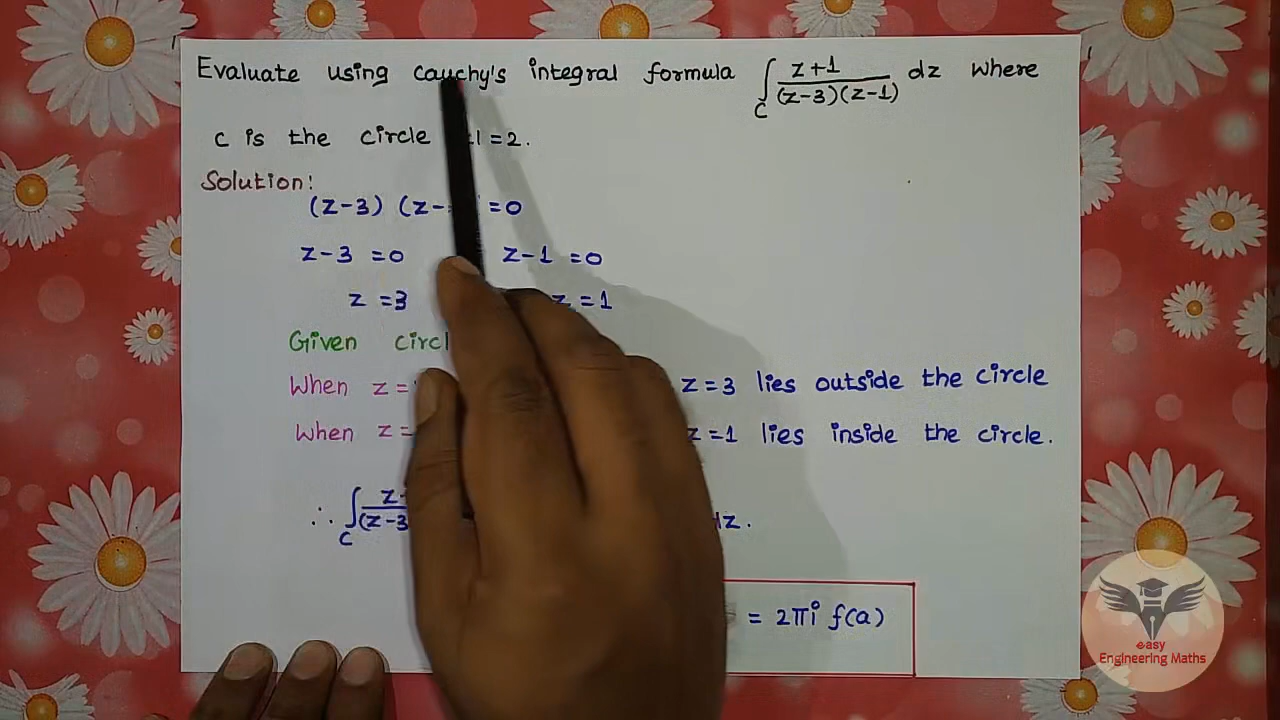 Evaluate using cauchy's integral formula ∫_C (z+1)/((z-3)(z-1)) dz where
C is the circle |=2.
Solution:
(z-3) (z- =0
z-3 =0 z-1 =0
z =3 z =1
Given circl
When z= z=3 lies outside the circle
When z= z=1 lies inside the circle.
∴ ∫_C z- (z-3 dz.
= 2πi f(a)
easy
Engineering Maths